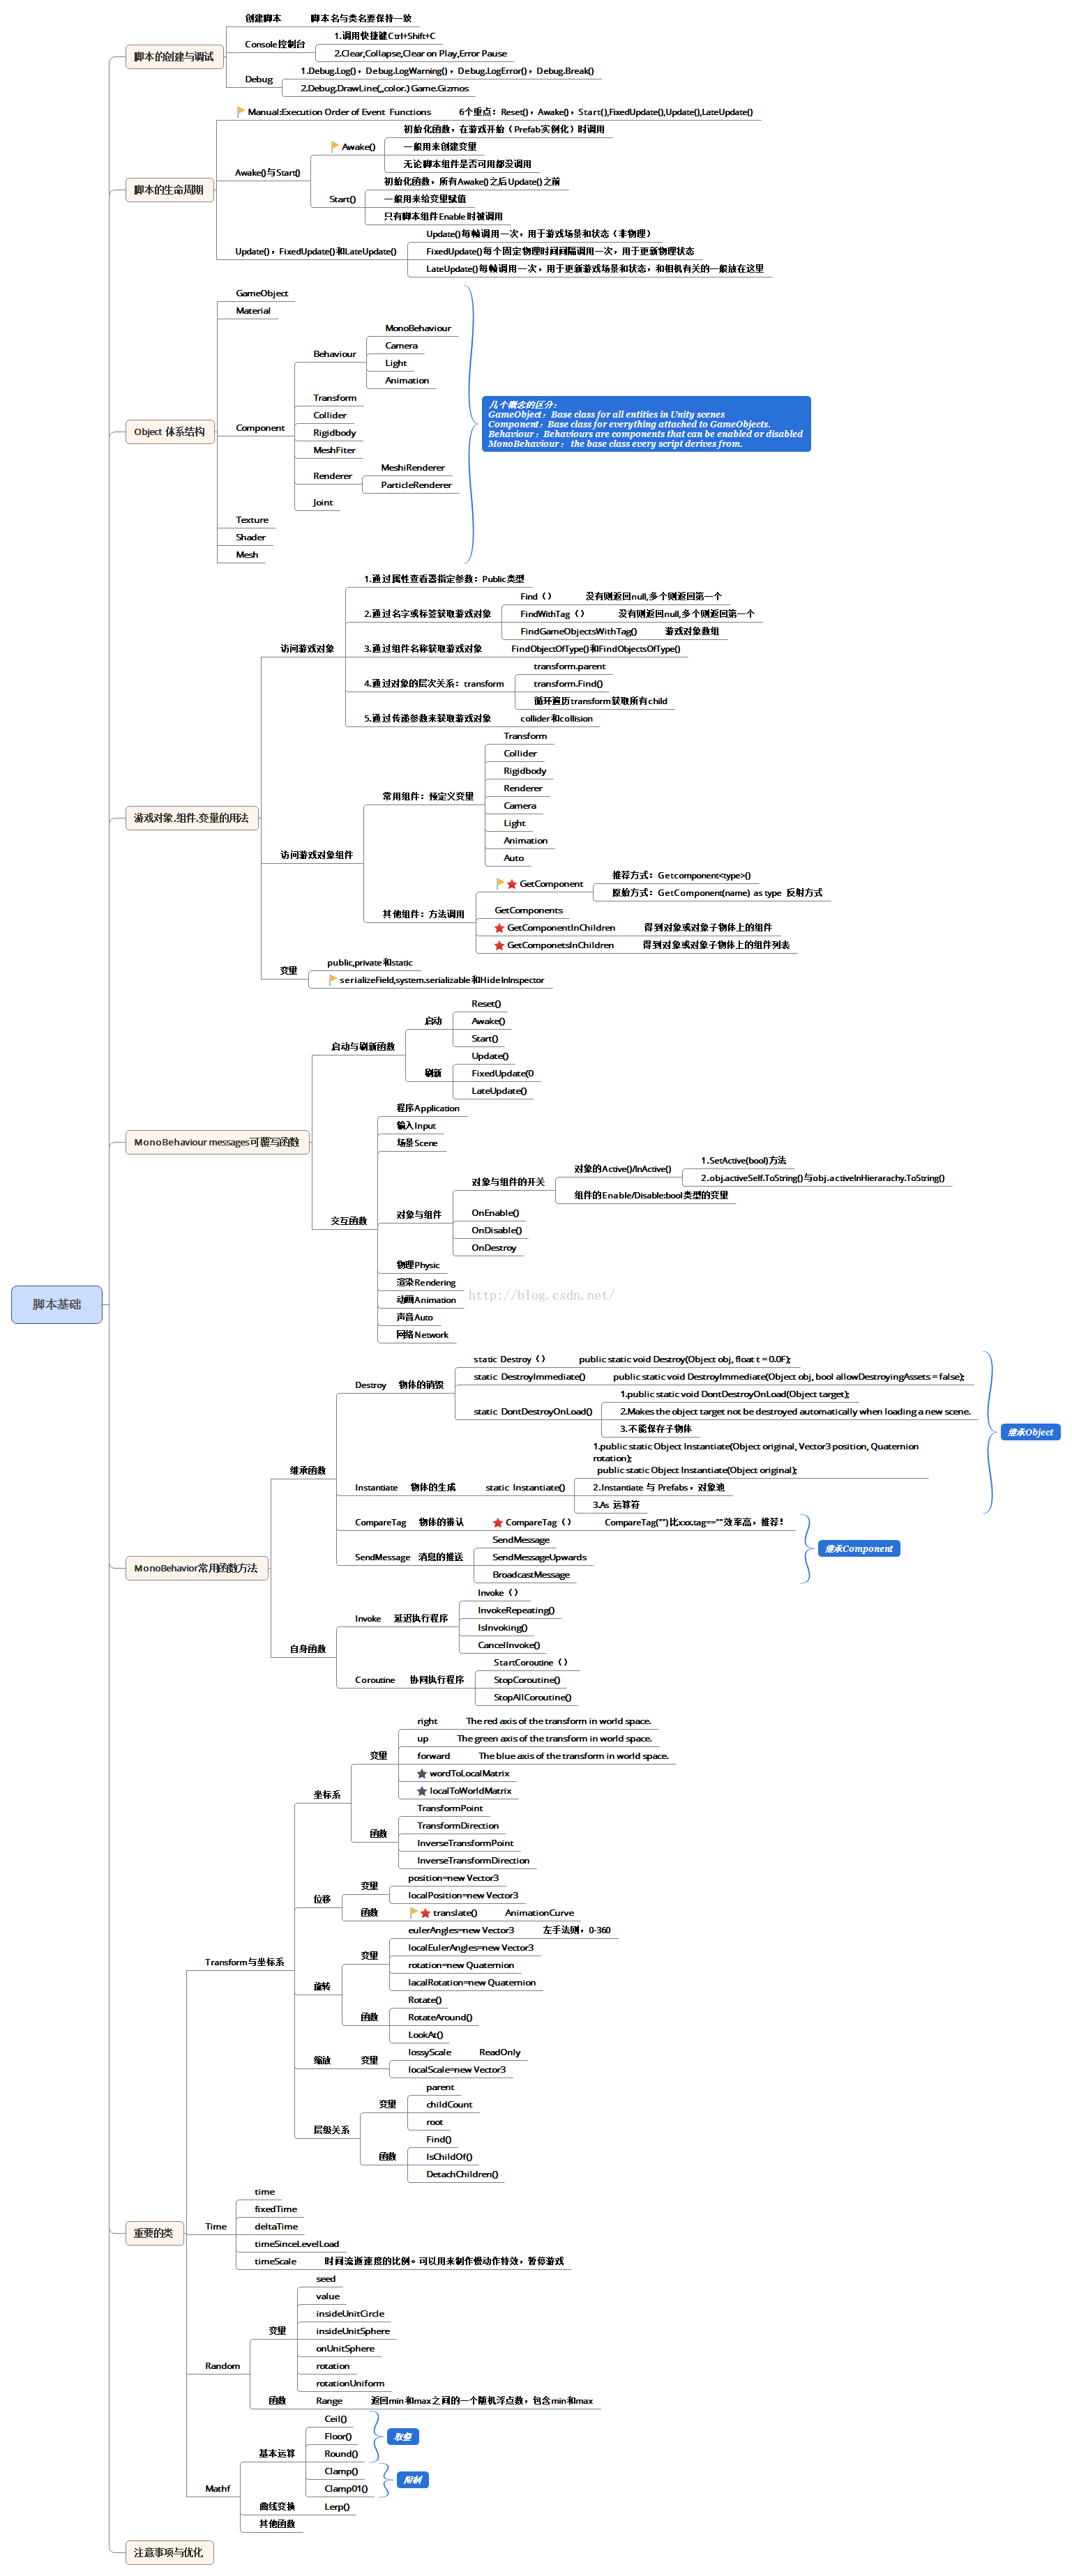 脚本基础
脚本的创建与调试
创建脚本
脚本名与类名要保持一致
Console控制台
1.调用快捷键Ctrl+Shift+C
2.Clear,Collapse,Clear on Play,Error Pause
Debug
1.Debug.Log()，Debug.LogWarning()，Debug.LogError()，Debug.Break()
2.Debug.DrawLine(,,color.) Game.Gizmos
脚本的生命周期
Manual:Execution Order of Event Functions
6个重点：Reset()，Awake()，Start(),FixedUpdate(),Update(),LateUpdate()
Awake()与Start()
Awake()
初始化函数，在游戏开始（Prefab实例化）时调用
一般用来创建变量
无论脚本组件是否可用都没调用
Start()
初始化函数，所有Awake()之后Update()之前
一般用来给变量赋值
只有脚本组件Enable时被调用
Update()，FixedUpdate()和LateUpdate()
Update()每帧调用一次，用于游戏场景和状态（非物理）
FixedUpdate()每个固定物理时间间隔调用一次，用于更新物理状态
LateUpdate()每帧调用一次，用于更新游戏场景和状态，和相机有关的一般放在这里
Object 体系结构
GameObject
Material
Component
Behaviour
MonoBehaviour
Camera
Light
Animation
Transform
Collider
Rigidbody
MeshFiter
Renderer
MeshiRenderer
ParticleRenderer
Joint
Texture
Shader
Mesh
几个概念的区分：
GameObject：Base class for all entities in Unity scenes
Component：Base class for everything attached to GameObjects.
Behaviour：Behaviours are components that can be enabled or disabled
MonoBehaviour：the base class every script derives from.
游戏对象.组件.变量的用法
访问游戏对象
1.通过属性查看器指定参数：Public类型
2.通过名字或标签获取游戏对象
Find（）
没有则返回null,多个则返回第一个
FindWithTag（）
没有则返回null,多个则返回第一个
FindGameObjectsWithTag()
游戏对象数组
3.通过组件名称获取游戏对象
FindObjectOfType()和FindObjectsOfType()
4.通过对象的层次关系：transform
transform.parent
transform.Find()
循环遍历transform获取所有child
5.通过传递参数来获取游戏对象
collider和collision
访问游戏对象组件
常用组件：预定义变量
Transform
Collider
Rigidbody
Renderer
Camera
Light
Animation
Auto
其他组件：方法调用
GetComponent
推荐方式：Getcomponent<type>()
原始方式：GetComponent(name) as type 反射方式
GetComponents
GetComponentInChildren
得到对象或对象子物体上的组件
GetComponetsInChildren
得到对象或对象子物体上的组件列表
变量
public,private和static
serializeField,system.serializable和HideInInspector
MonoBehaviour messages可覆写函数
启动与刷新函数
启动
Reset()
Awake()
Start()
刷新
Update()
FixedUpdate(0
LateUpdate()
交互函数
程序Application
输入Input
场景Scene
对象与组件
对象与组件的开关
对象的Active()/InActive()
1.SetActive(bool)方法
2.obj.activeSelf.ToString()与obj.activeInHierarachy.ToString()
组件的Enable/Disable:bool类型的变量
OnEnable()
OnDisable()
OnDestroy
物理Physic
渲染Rendering
动画Animation
声音Auto
网络Network
http://blog.csdn.net/
MonoBehavior常用函数方法
继承函数
Destroy 物体的销毁
static Destroy（）
public static void Destroy(Object obj, float t = 0.0F);
static DestroyImmediate()
public static void DestroyImmediate(Object obj, bool allowDestroyingAssets = false);
static DontDestroyOnLoad()
1.public static void DontDestroyOnLoad(Object target);
2.Makes the object target not be destroyed automatically when loading a new scene.
3.不能保存子物体
Instantiate 物体的生成
static Instantiate()
1.public static Object Instantiate(Object original, Vector3 position, Quaternion
rotation);
public static Object Instantiate(Object original);
2.Instantiate 与 Prefabs，对象池
3.As 运算符
继承Object
CompareTag 物体的辨认
CompareTag（）
CompareTag("")比xxx.tag==""效率高，推荐！
SendMessage 消息的推送
SendMessage
SendMessageUpwards
BroadcastMessage
继承Component
自身函数
Invoke 延迟执行程序
Invoke（）
InvokeRepeating()
IsInvoking()
CancelInvoke()
Coroutine 协同执行程序
StartCoroutine（）
StopCoroutine()
StopAllCoroutine()
重要的类
Transform与坐标系
坐标系
变量
right
The red axis of the transform in world space.
up
The green axis of the transform in world space.
forward
The blue axis of the transform in world space.
wordToLocalMatrix
localToWorldMatrix
函数
TransformPoint
TransformDirection
InverseTransformPoint
InverseTransformDirection
位移
变量
position=new Vector3
localPosition=new Vector3
函数
translate()
AnimationCurve
旋转
变量
eulerAngles=new Vector3
左手法则，0-360
localEulerAngles=new Vector3
rotation=new Quaternion
lacalRotation=new Quaternion
函数
Rotate()
RotateAround()
LookAt()
缩放
变量
lossyScale
ReadOnly
localScale=new Vector3
层级关系
变量
parent
childCount
root
函数
Find()
IsChildOf()
DetachChildren()
Time
time
fixedTime
deltaTime
timeSinceLevelLoad
timeScale
时间流逝速度的比例。可以用来制作慢动作特效，暂停游戏
Random
变量
seed
value
insideUnitCircle
insideUnitSphere
onUnitSphere
rotation
rotationUniform
函数
Range
返回min和max之间的一个随机浮点数，包含min和max
Mathf
基本运算
Ceil()
Floor()
Round()
取整
Clamp()
Clamp01()
限制
曲线变换
Lerp()
其他函数
注意事项与优化